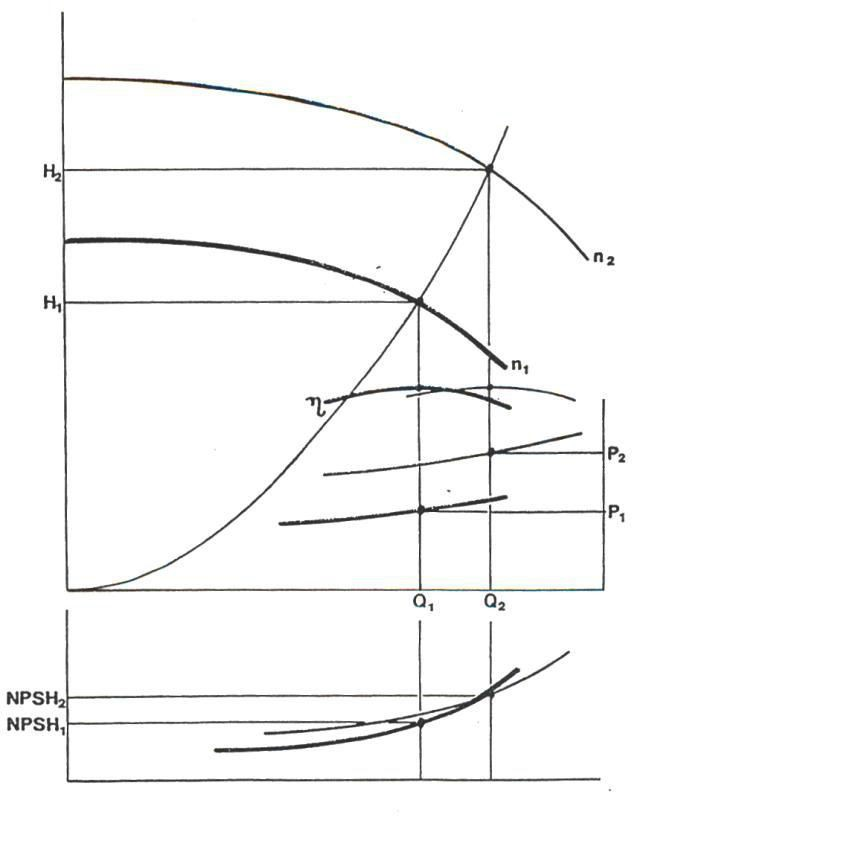 H₂
n₂
H₁
n₁
η
P₂
P₁
Q₁ Q₂
NPSH₂
NPSH₁